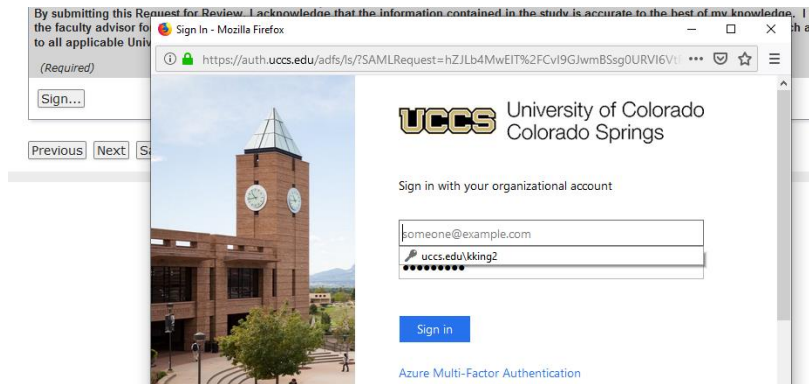 By submitting this Request for Review, I acknowledge that the information contained in the study is accurate to the best of my knowledge. I
the faculty advisor fo
to all applicable Univ
(Required)
Sign...
Previous Next
Sign In - Mozilla Firefox
https://auth.uccs.edu/adfs/ls/?SAMLRequest=
UCCS University of Colorado
Colorado Springs
Sign in with your organizational account
someone@example.com
uccs.edu\kking2
Sign in
Azure Multi-Factor Authentication